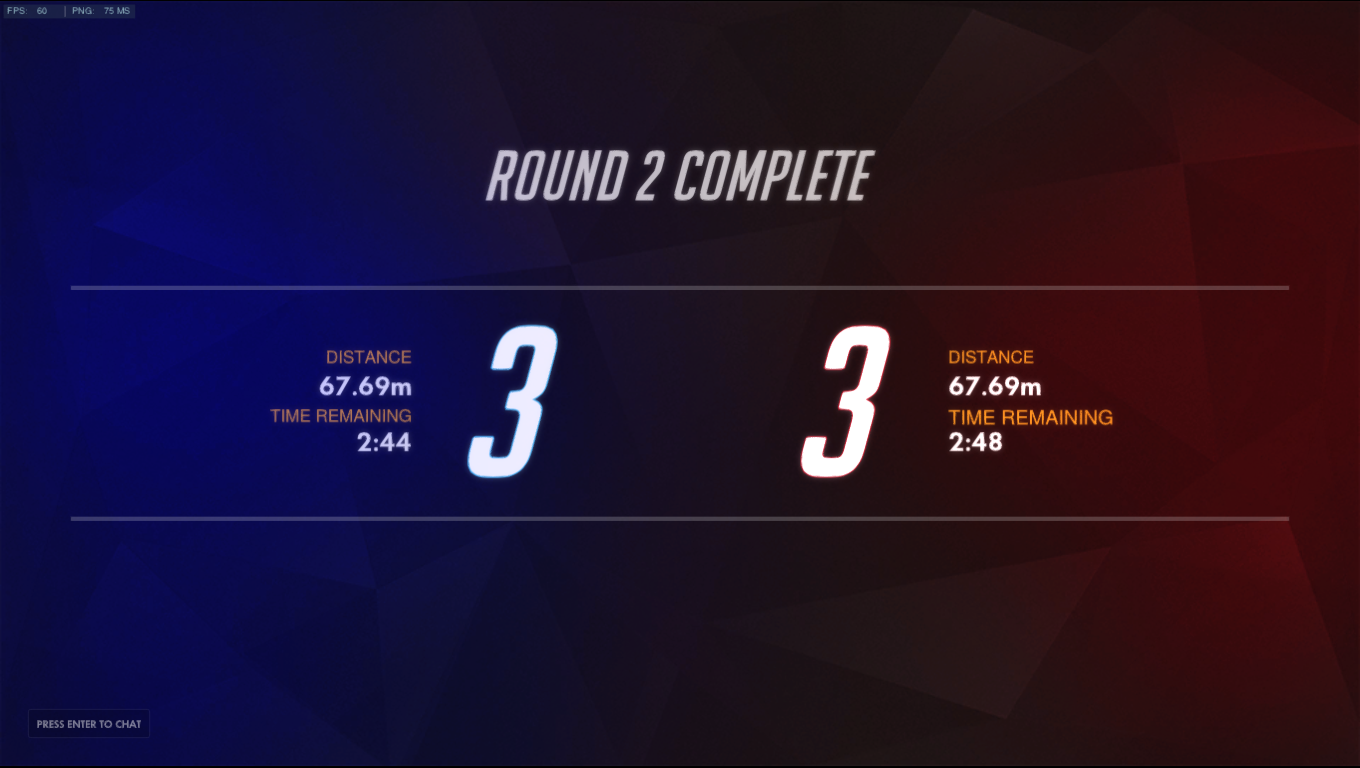 FPS: 60 | PNG: 75 MS
ROUND 2 COMPLETE
DISTANCE
67.69m
TIME REMAINING
2:44
3
3
DISTANCE
67.69m
TIME REMAINING
2:48
PRESS ENTER TO CHAT